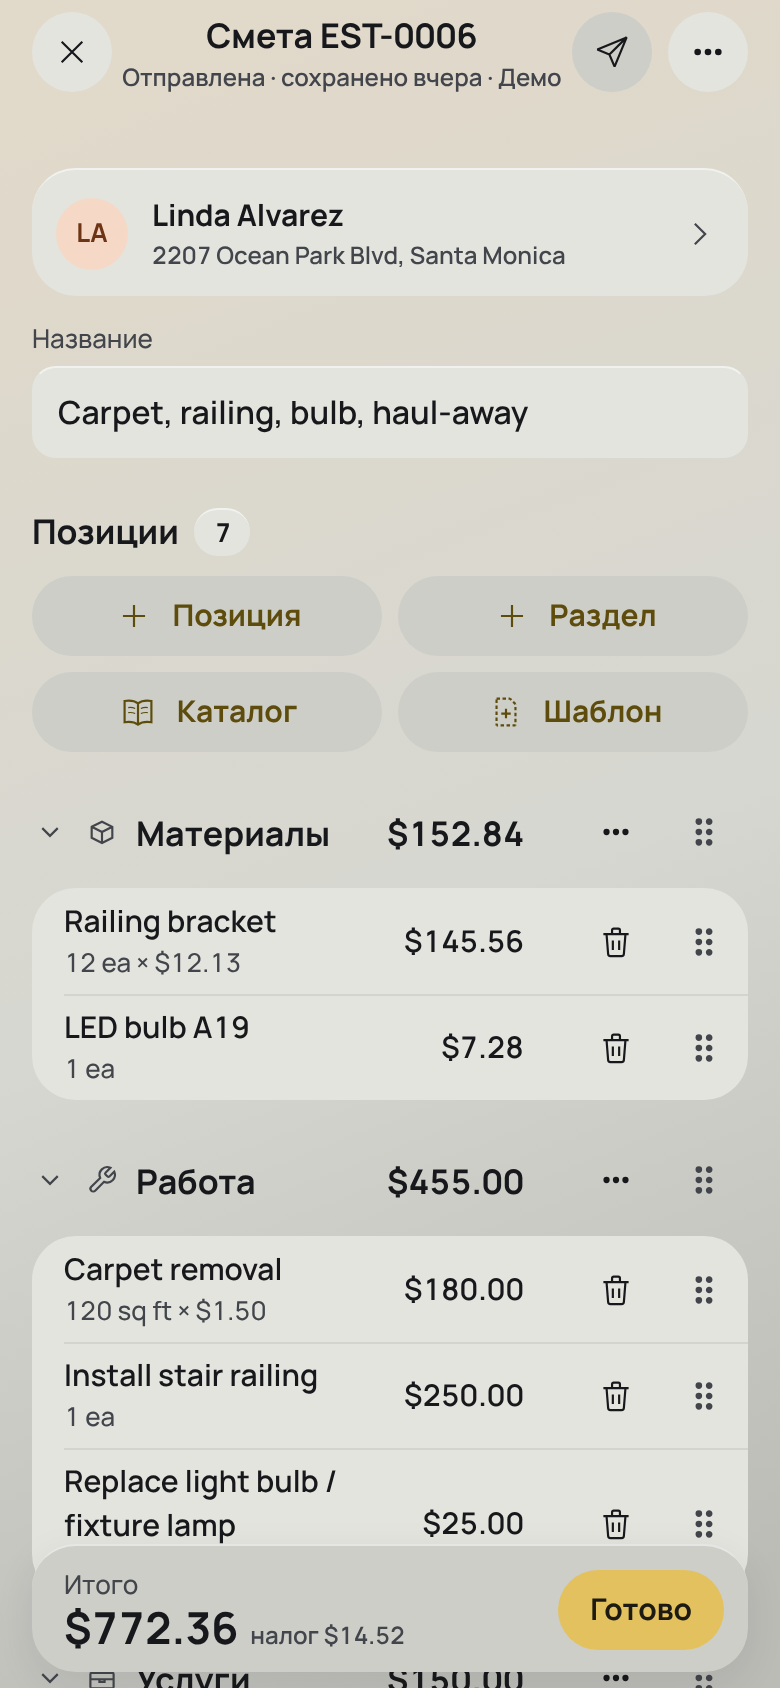 Смета EST-0006
Отправлена · сохранено вчера · Демо
LA
Linda Alvarez
2207 Ocean Park Blvd, Santa Monica
Название
Carpet, railing, bulb, haul-away
Позиции 7
Позиция
Раздел
Каталог
Шаблон
Материалы $152.84
Railing bracket
12 ea × $12.13
$145.56
LED bulb A19
1 ea
$7.28
Работа $455.00
Carpet removal
120 sq ft × $1.50
$180.00
Install stair railing
1 ea
$250.00
Replace light bulb /
fixture lamp
$25.00
Итого
$772.36 налог $14.52
Готово
Услуги $150.00